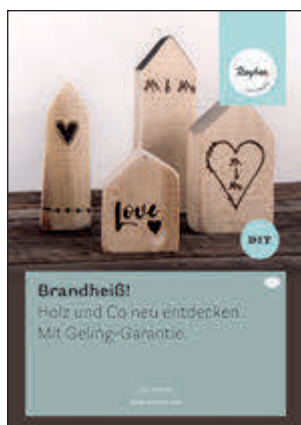 Rayher
Mr & Mrs
Mr
&
Mrs
Love
DIY
Brandheiß!
Holz und Co neu entdecken.
Mit Geling-Garantie.